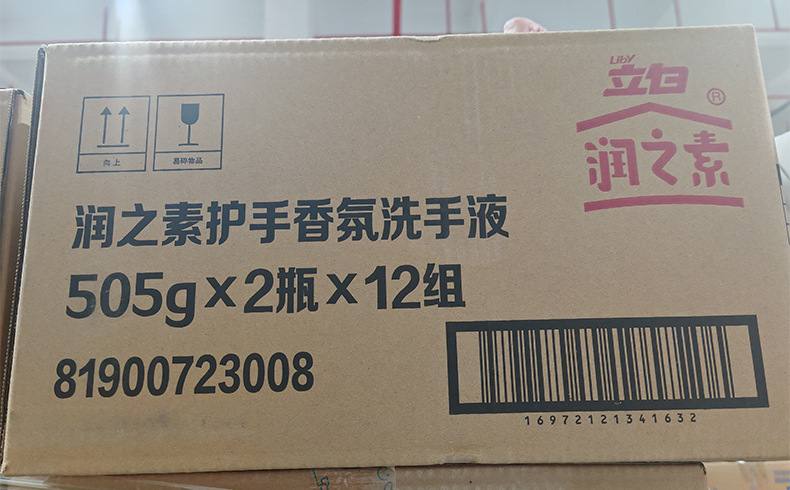 Liby
立白
®
润之素
向上
易碎物品
润之素护手香氛洗手液
505g×2瓶×12组
81900723008
16972121341632